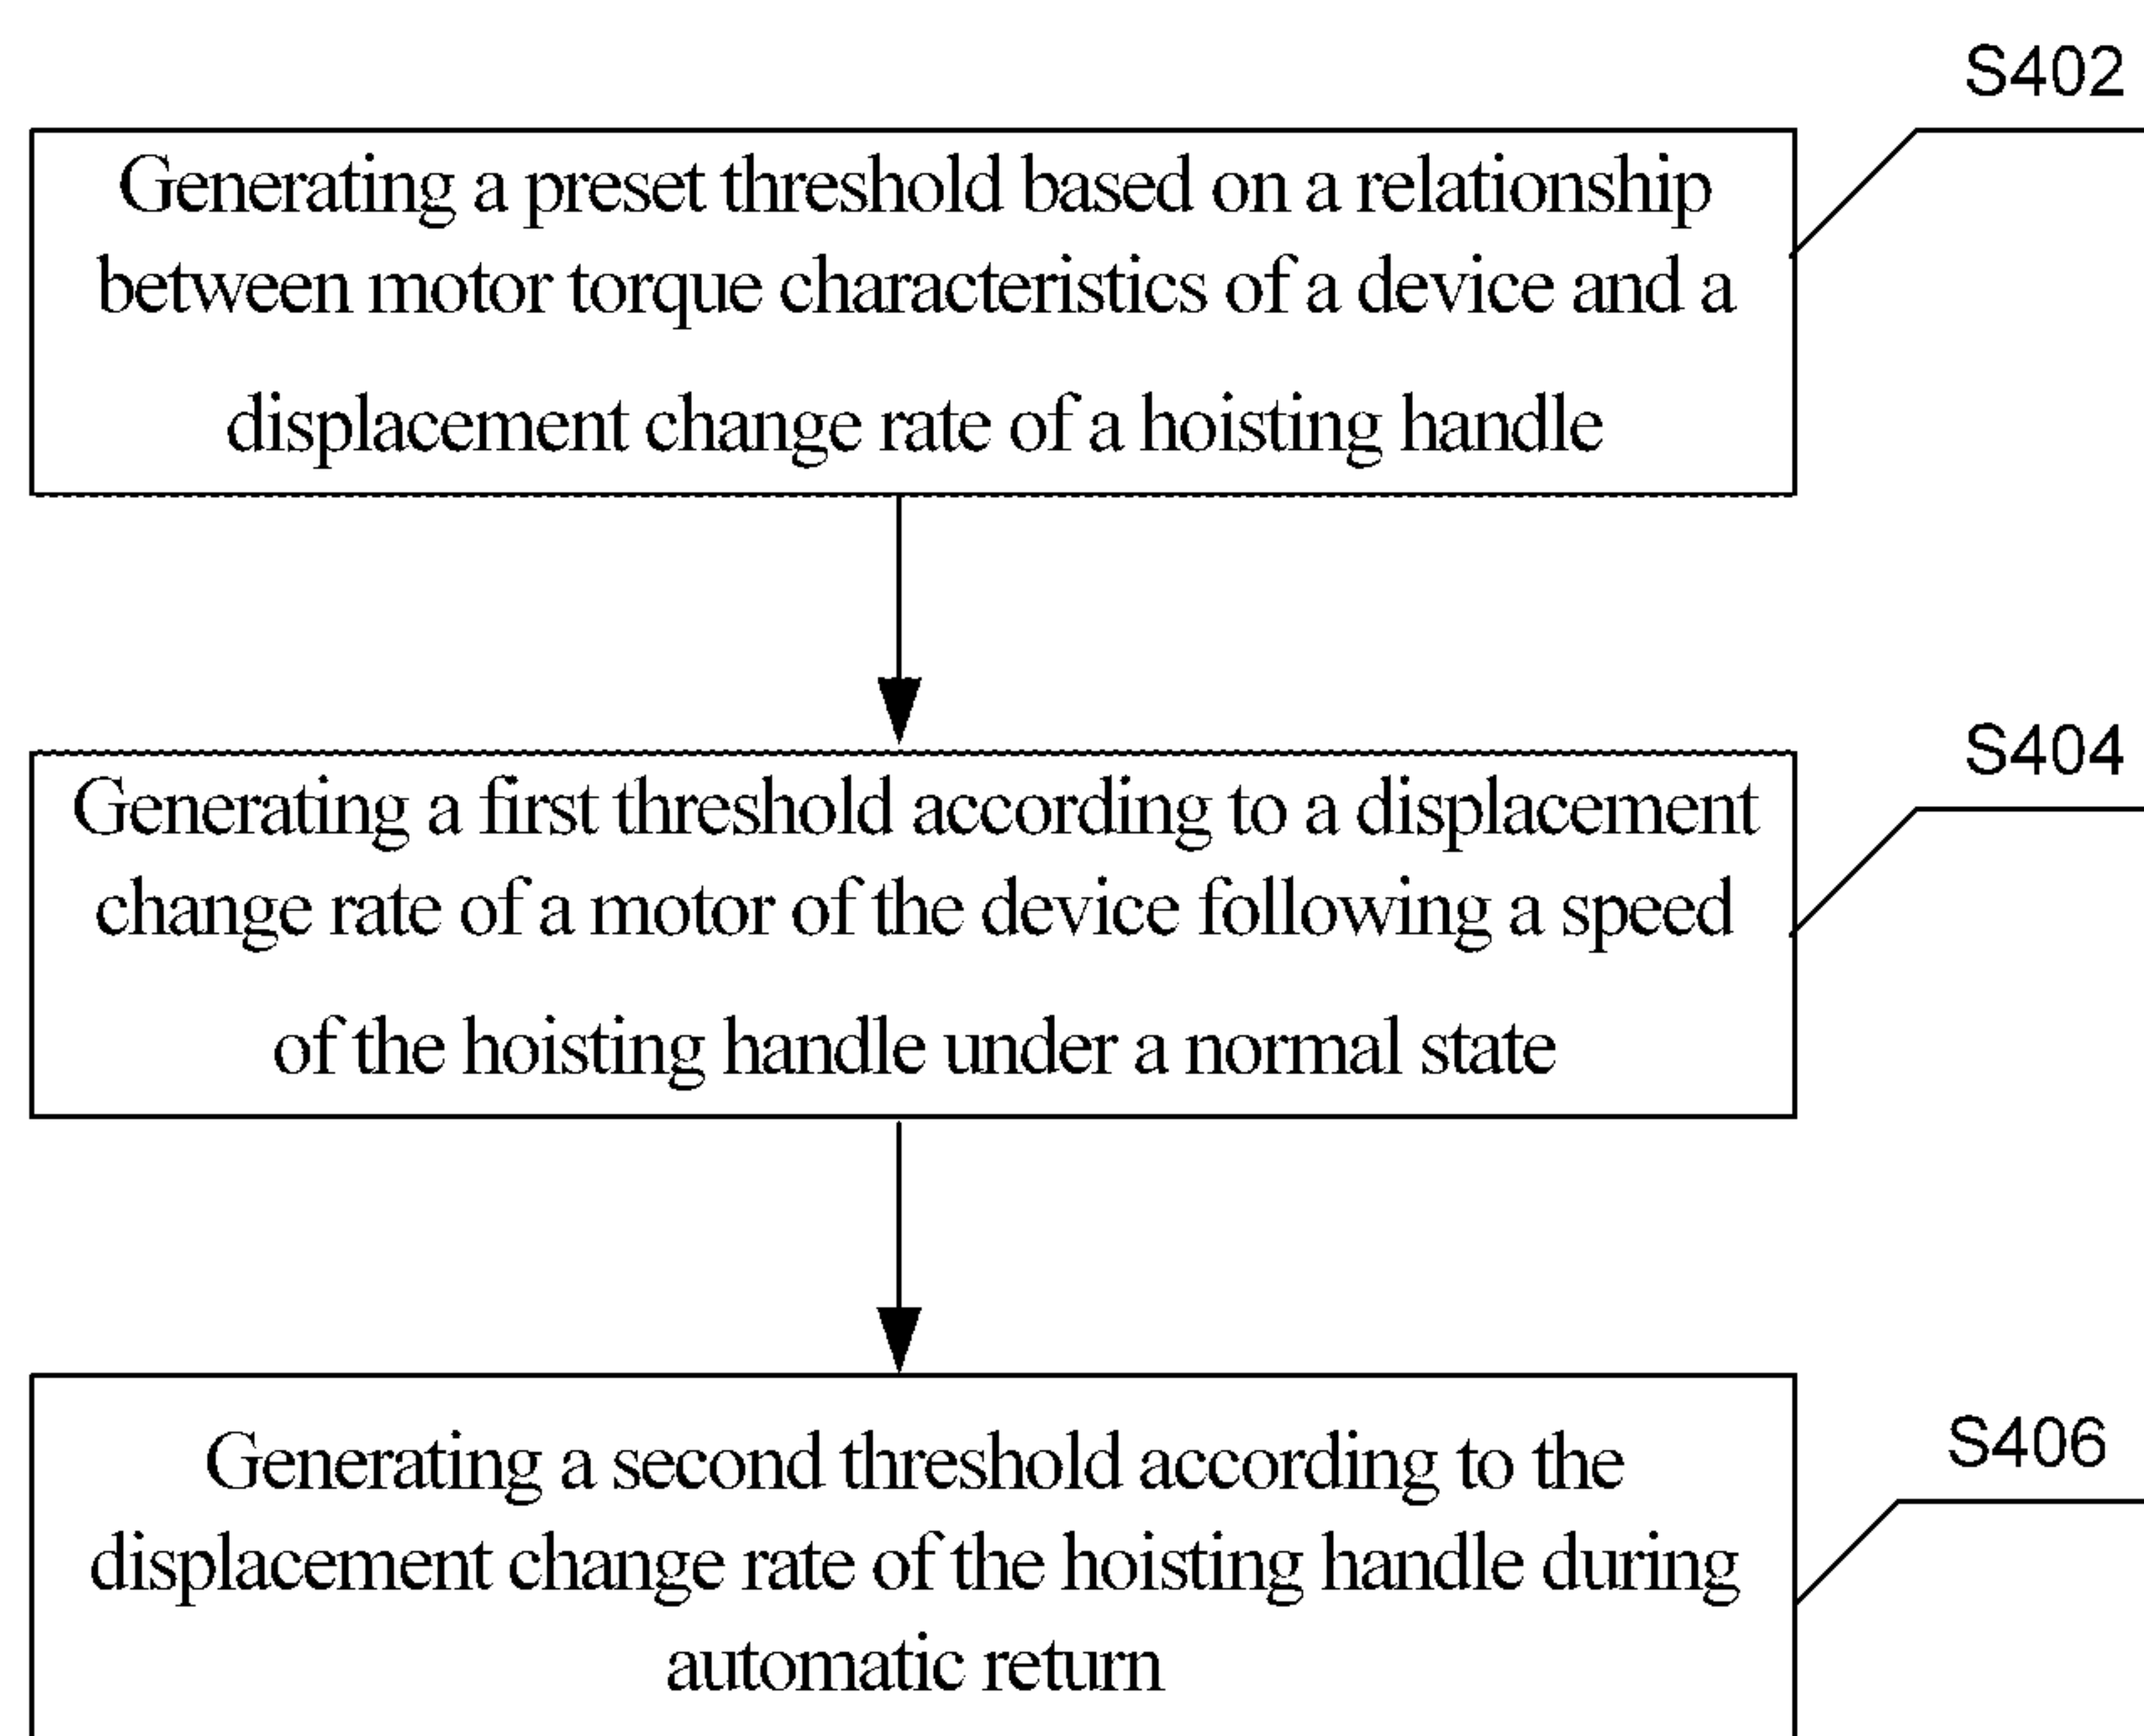 S402
Generating a preset threshold based on a relationship
between motor torque characteristics of a device and a
displacement change rate of a hoisting handle
S404
Generating a first threshold according to a displacement
change rate of a motor of the device following a speed
of the hoisting handle under a normal state
S406
Generating a second threshold according to the
displacement change rate of the hoisting handle during
automatic return